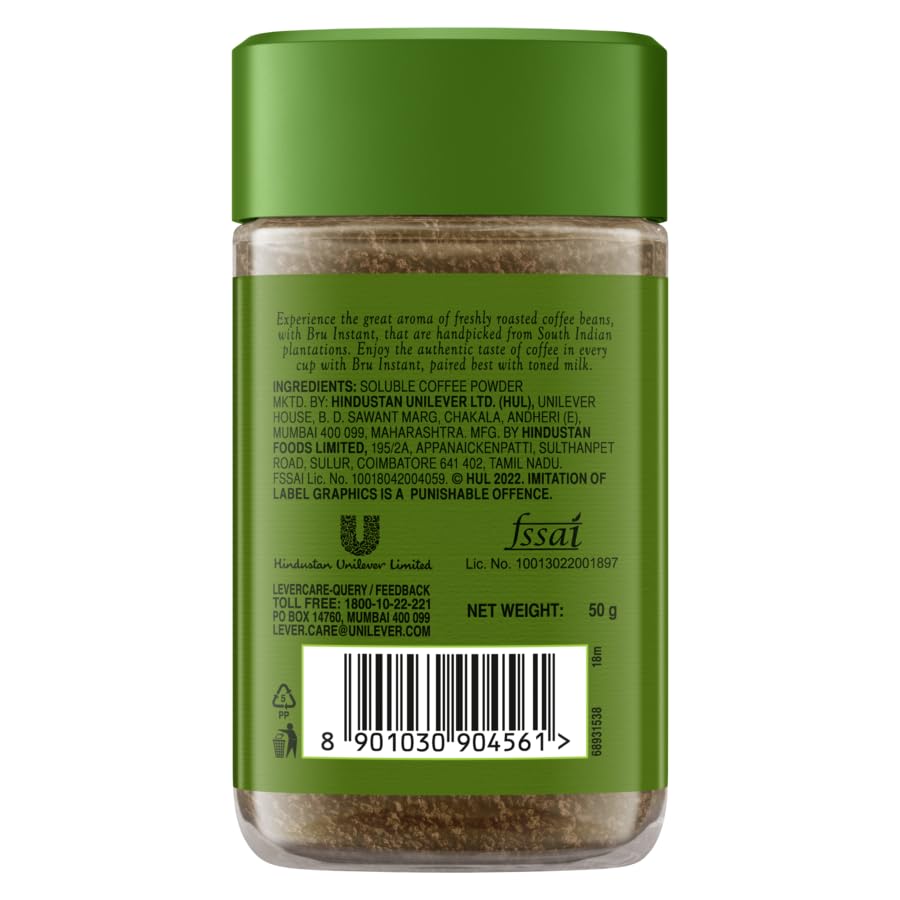 Experience the great aroma of freshly roasted coffee beans,
with Bru Instant, that are handpicked from South Indian
plantations. Enjoy the authentic taste of coffee in every
cup with Bru Instant, paired best with toned milk.
INGREDIENTS: SOLUBLE COFFEE POWDER
MKTD. BY: HINDUSTAN UNILEVER LTD. (HUL), UNILEVER
HOUSE, B. D. SAWANT MARG, CHAKALA, ANDHERI (E),
MUMBAI 400 099, MAHARASHTRA. MFG. BY HINDUSTAN
FOODS LIMITED, 195/2A, APPANAICKENPATTI, SULTHANPET
ROAD, SULUR, COIMBATORE 641 402, TAMIL NADU.
FSSAI Lic. No. 10018042004059. © HUL 2022. IMITATION OF
LABEL GRAPHICS IS A PUNISHABLE OFFENCE.
Hindustan Unilever Limited
fssai
Lic. No. 10013022001897
LEVERCARE-QUERY / FEEDBACK
TOLL FREE: 1800-10-22-221
PO BOX 14760, MUMBAI 400 099
LEVER.CARE@UNILEVER.COM
NET WEIGHT: 50 g
18m
68931538
5
PP
8 901030 904561 >